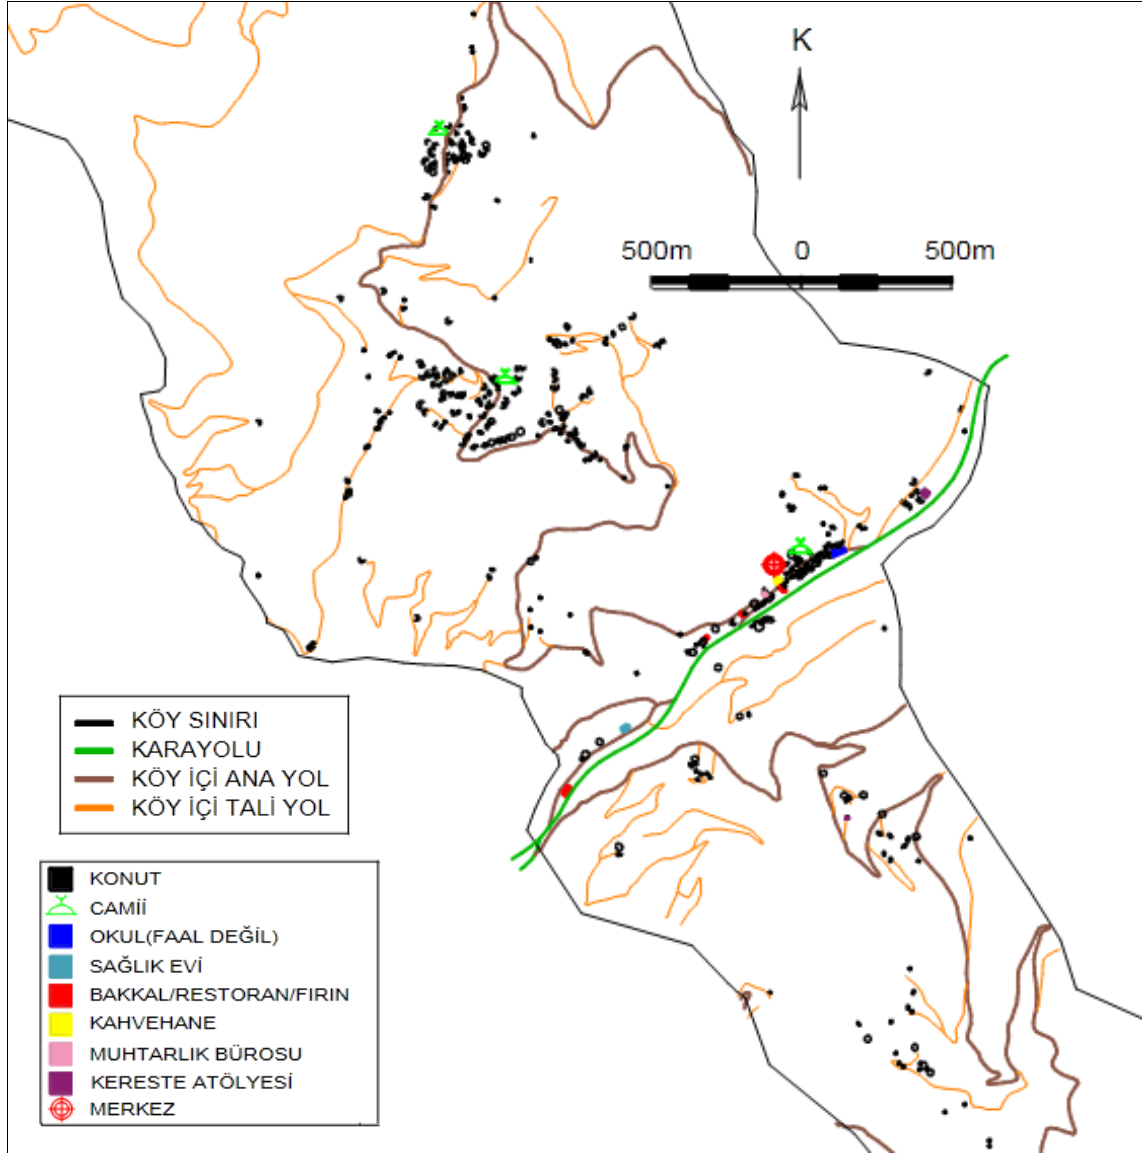 K
500m 0 500m
KÖY SINIRI
KARAYOLU
KÖY İÇİ ANA YOL
KÖY İÇİ TALİ YOL
KONUT
CAMİİ
OKUL(FAAL DEĞİL)
SAĞLIK EVİ
BAKKAL/RESTORAN/FIRIN
KAHVEHANE
MUHTARLIK BÜROSU
KERESTE ATÖLYESİ
MERKEZ